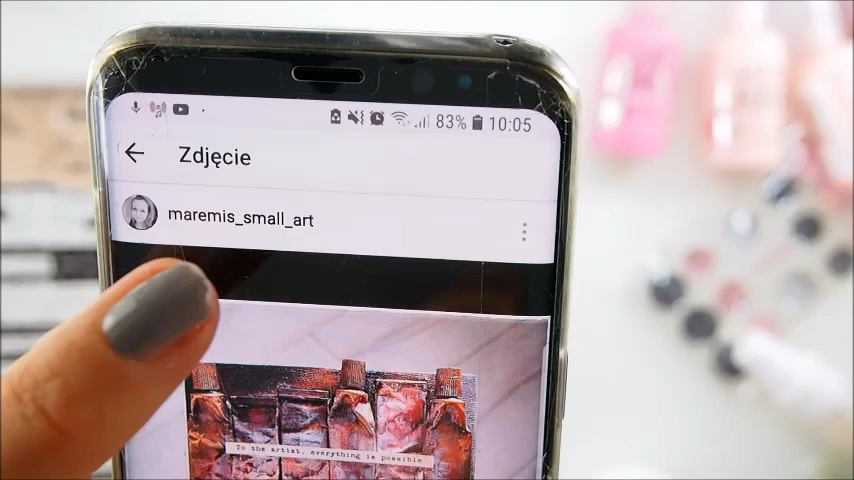 83% 10:05
Zdjęcie
maremis_small_art
To the artist, everything is possible